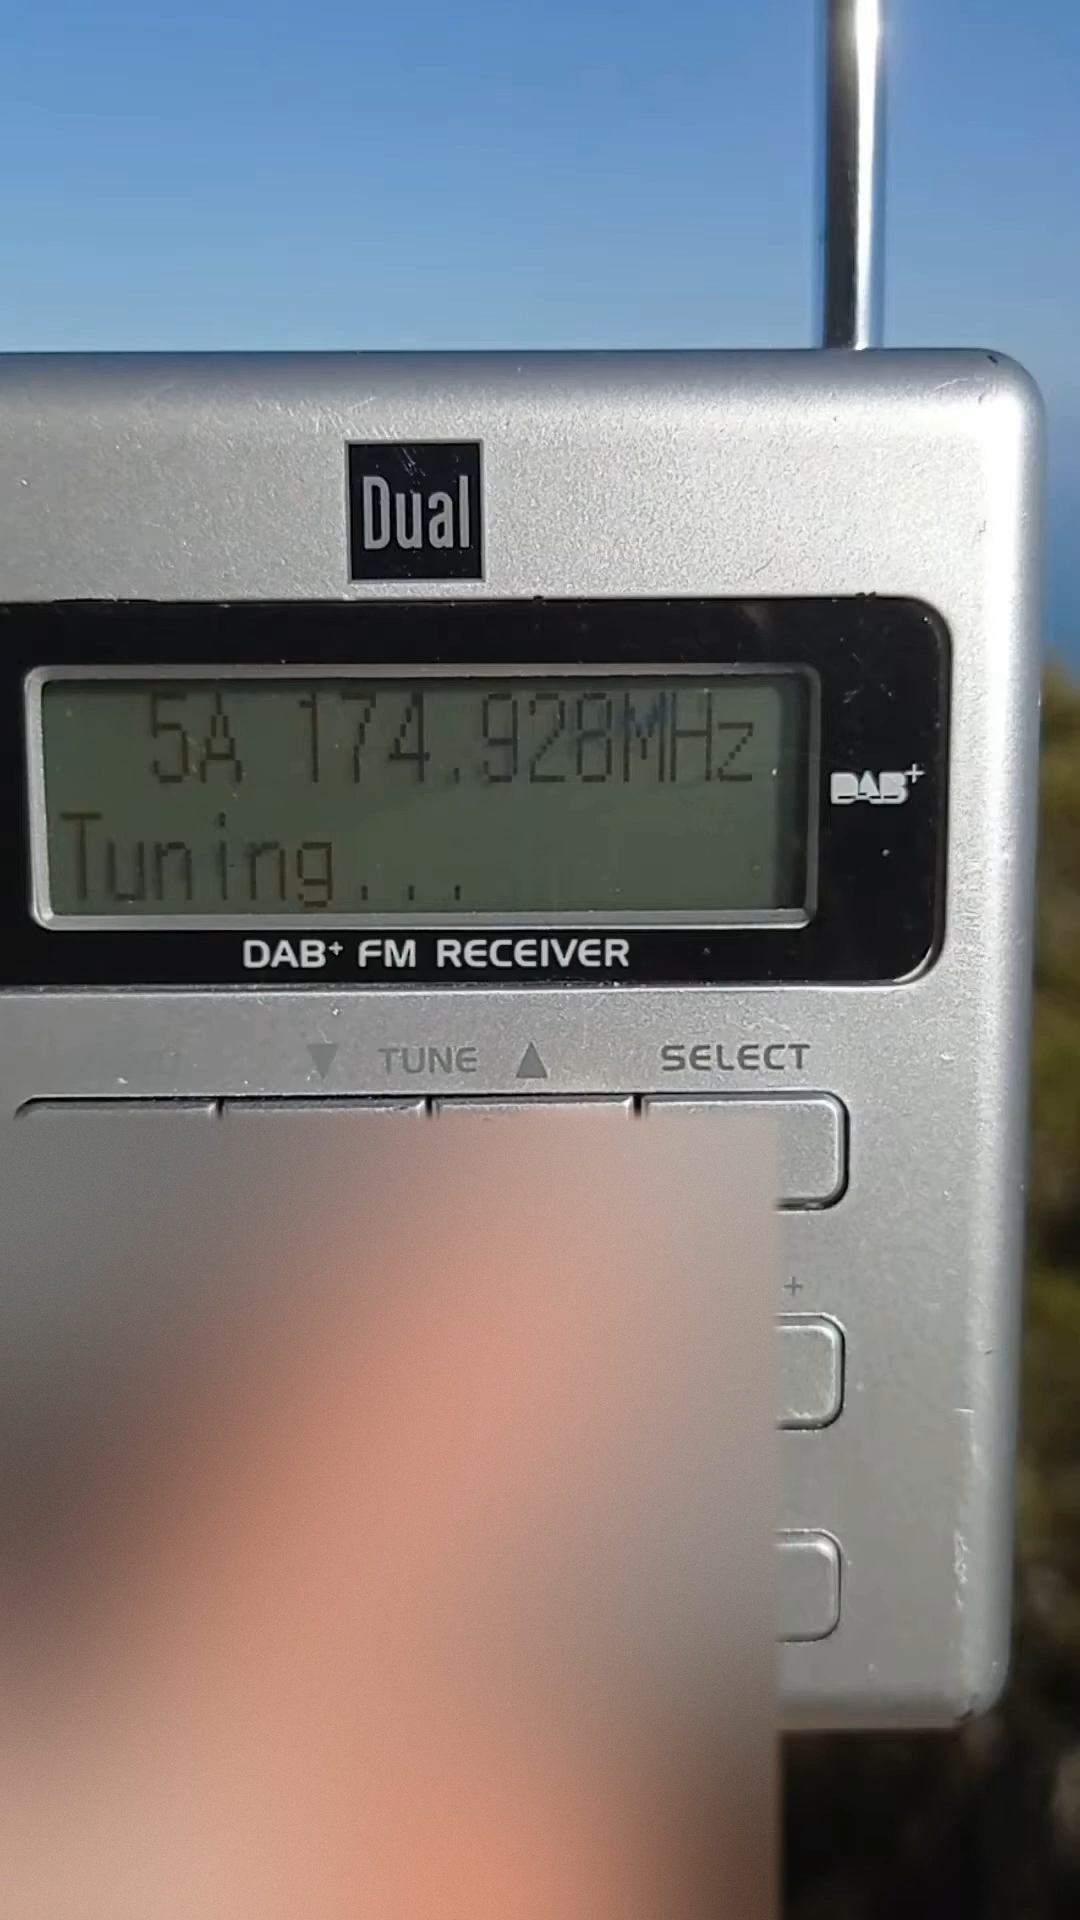 Dual
5A 174.928MHz
Tuning...
DAB+
DAB+ FM RECEIVER
▼ TUNE ▲ SELECT
+